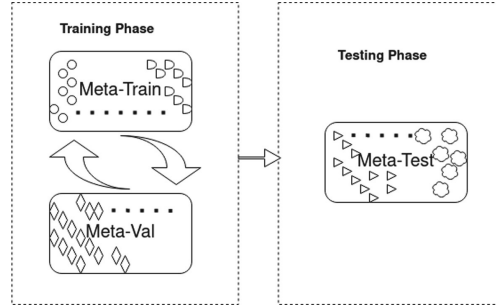 Training Phase
Meta-Train
Meta-Val
Testing Phase
Meta-Test